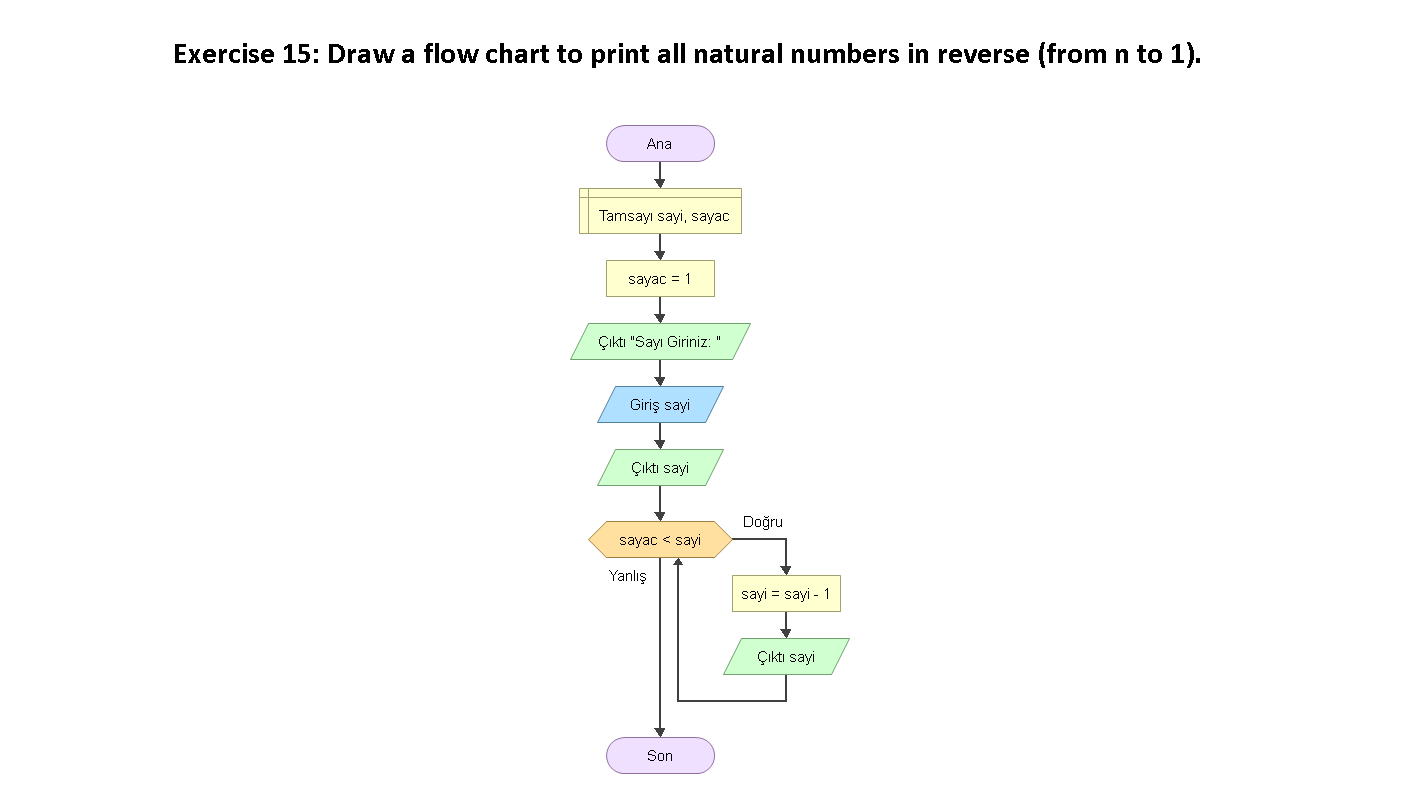 Exercise 15: Draw a flow chart to print all natural numbers in reverse (from n to 1).
Ana
Tamsayı sayi, sayac
sayac = 1
Çıktı "Sayı Giriniz: "
Giriş sayi
Çıktı sayi
sayac < sayi
Doğru
Yanlış
sayi = sayi - 1
Çıktı sayi
Son